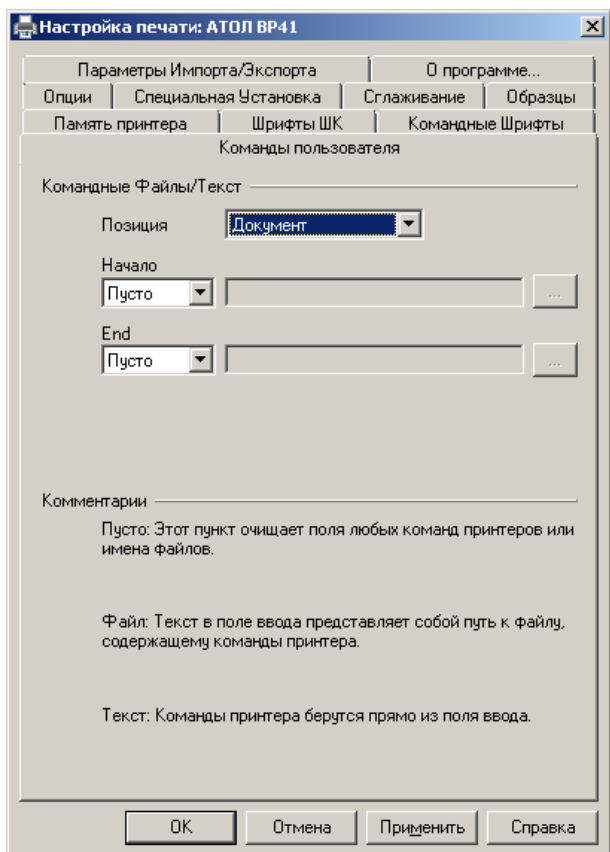 Настройка печати: АТОЛ BP41
Параметры Импорта/Экспорта
О программе...
Опции
Специальная Установка
Сглаживание
Образцы
Память принтера
Шрифты ШК
Командные Шрифты
Команды пользователя
Командные Файлы/Текст
Позиция
Документ
Начало
Пусто
...
End
Пусто
...
Комментарии
Пусто: Этот пункт очищает поля любых команд принтеров или
имена файлов.
Файл: Текст в поле ввода представляет собой путь к файлу,
содержащему команды принтера.
Текст: Команды принтера берутся прямо из поля ввода.
OK
Отмена
Применить
Справка